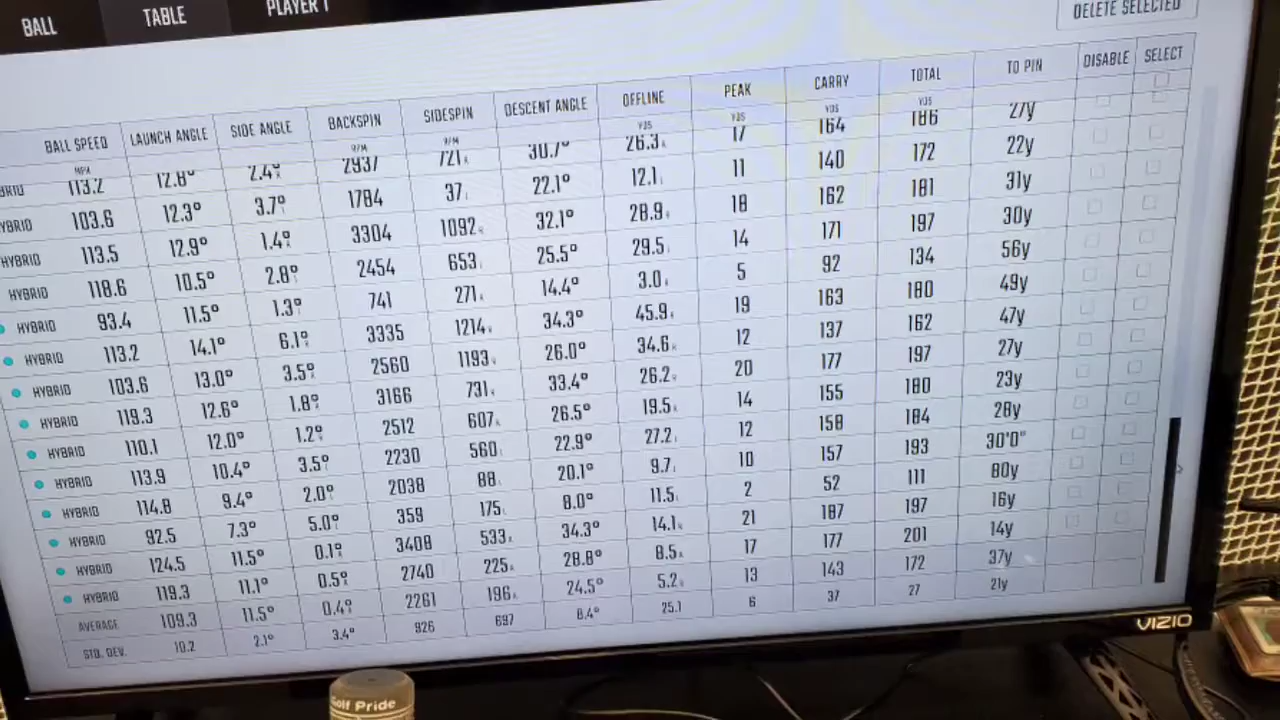 BALL TABLE PLAYER 1
DELETE SELECTED
BALL SPEED LAUNCH ANGLE SIDE ANGLE BACKSPIN SIDESPIN DESCENT ANGLE OFFLINE PEAK CARRY TOTAL TO PIN DISABLE SELECT
MPH YDS YDS YDS YDS
BRID 113.2 12.8° 2.4° 2937 721 30.7° 26.3 17 164 186 27y
YBRID 103.6 12.3° 3.7° 1784 37 22.1° 12.1 11 140 172 22y
HYBRID 113.5 12.9° 1.4° 3304 1092 32.1° 28.9 18 162 181 31y
HYBRID 118.6 10.5° 2.8° 2454 653 25.5° 29.5 14 171 197 30y
HYBRID 93.4 11.5° 1.3° 741 271 14.4° 3.0 5 92 134 56y
HYBRID 113.2 14.1° 6.1° 3335 1214 34.3° 45.9 19 163 180 49y
HYBRID 103.6 13.0° 3.5° 2560 1193 26.0° 34.6 12 137 162 47y
HYBRID 119.3 12.6° 1.8° 3166 731 33.4° 26.2 20 177 197 27y
HYBRID 110.1 12.0° 1.2° 2512 607 26.5° 19.5 14 155 180 23y
HYBRID 113.9 10.4° 3.5° 2230 560 22.9° 27.2 12 158 184 28y
HYBRID 114.8 9.4° 2.0° 2038 88 20.1° 9.7 10 157 193 30'0"
HYBRID 92.5 7.3° 5.0° 359 175 8.0° 11.5 2 52 111 80y
HYBRID 124.5 11.5° 0.1° 3408 533 34.3° 14.1 21 187 197 16y
HYBRID 119.3 11.1° 0.5° 2740 225 28.8° 8.5 17 177 201 14y
AVERAGE 109.3 11.5° 0.4° 2261 196 24.5° 5.2 13 143 172 37y
STD. DEV. 10.2 2.1° 3.4° 926 697 8.4° 25.1 6 37 27 21y
VIZIO
Golf Pride